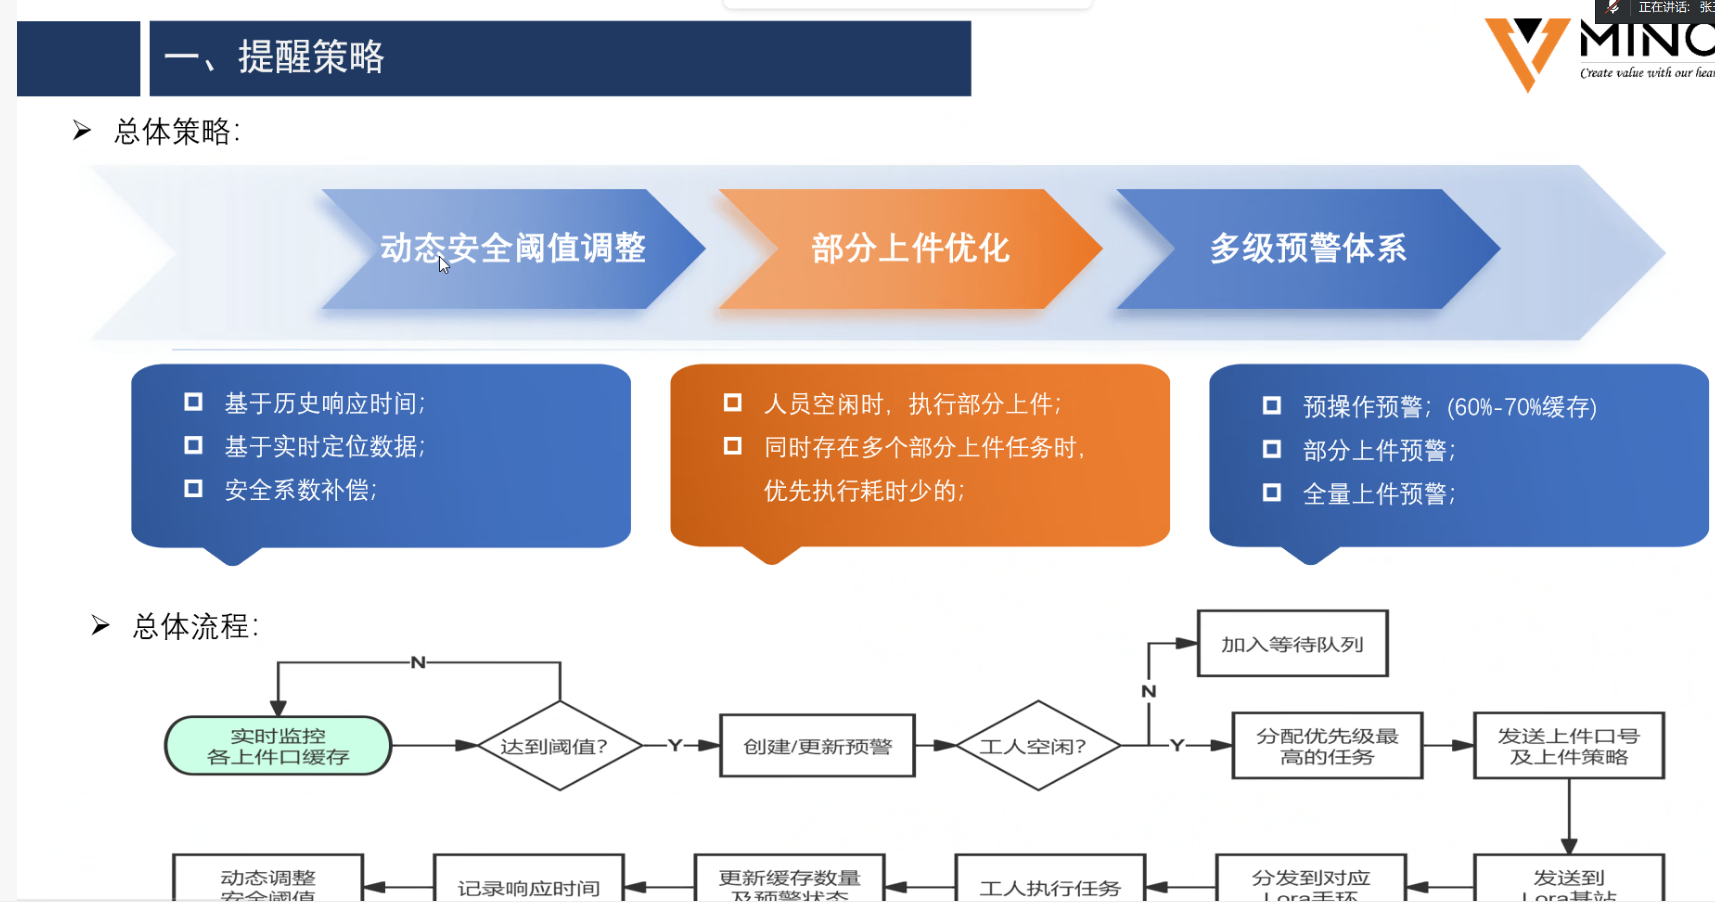 正在讲话: 张
一、提醒策略
MINO
Create value with our hear
总体策略:
动态安全阈值调整
部分上件优化
多级预警体系
基于历史响应时间;
基于实时定位数据;
安全系数补偿;
人员空闲时, 执行部分上件;
同时存在多个部分上件任务时,
优先执行耗时少的;
预操作预警; (60%-70%缓存)
部分上件预警;
全量上件预警;
总体流程:
N
加入等待队列
N
实时监控
各上件口缓存
达到阈值?
Y
创建/更新预警
工人空闲?
Y
分配优先级最
高的任务
发送上件口号
及上件策略
动态调整
安全阈值
记录响应时间
更新缓存数量
及预警状态
工人执行任务
分发到对应
Lora手环
发送到
Lora基站